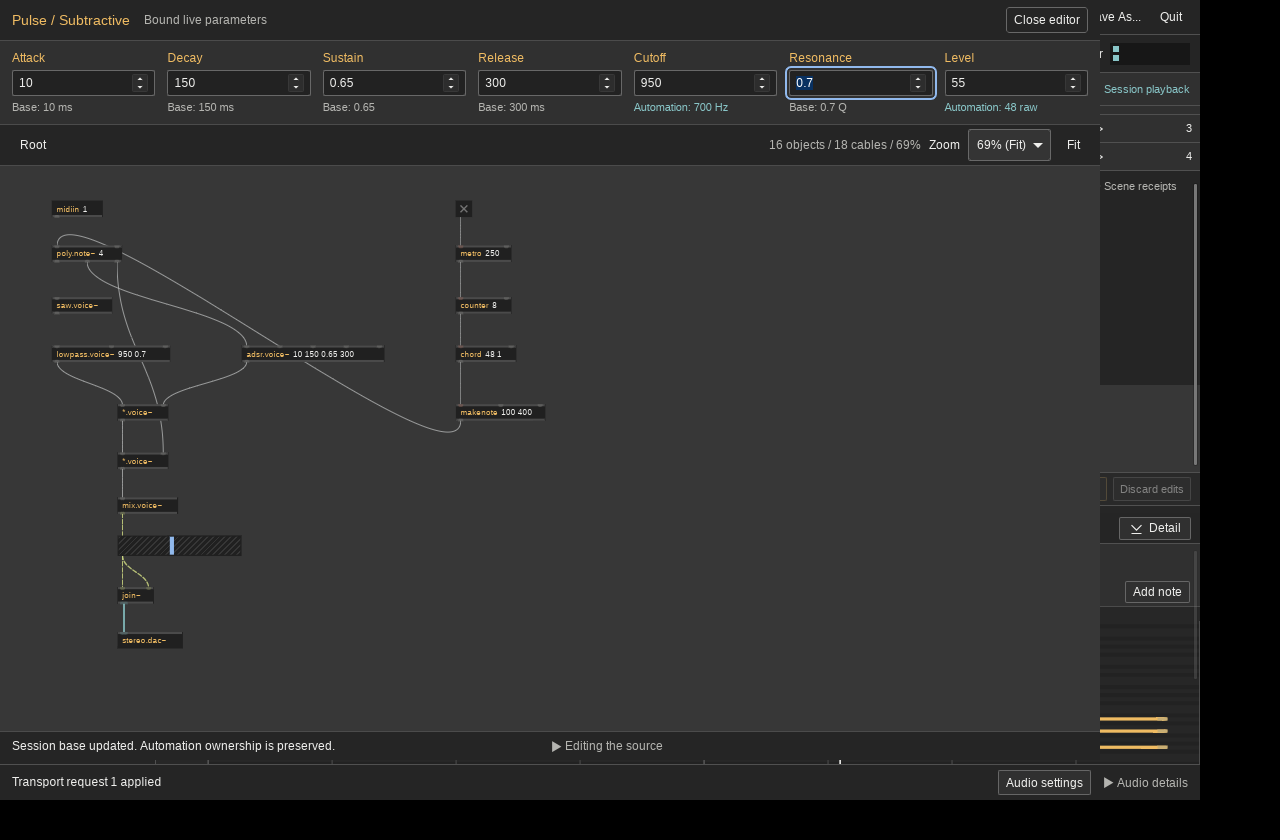 Pulse / Subtractive
Bound live parameters
Close editor
Save As...
Quit
Attack
Decay
Sustain
Release
Cutoff
Resonance
Level
10
150
0.65
300
950
0.7
55
Base: 10 ms
Base: 150 ms
Base: 0.65
Base: 300 ms
Automation: 700 Hz
Base: 0.7 Q
Automation: 48 raw
Session playback
3
4
Scene receipts
Root
16 objects / 18 cables / 69%
Zoom
69% (Fit)
Fit
midiin 1
poly.note~ 4
metro 250
saw.voice~
counter 8
lowpass.voice~ 950 0.7
adsr.voice~ 10 150 0.65 300
chord 48 1
*.voice~
makenote 100 400
*.voice~
mix.voice~
join~
stereo.dac~
Discard edits
Detail
Add note
Session base updated. Automation ownership is preserved.
Editing the source
Transport request 1 applied
Audio settings
Audio details